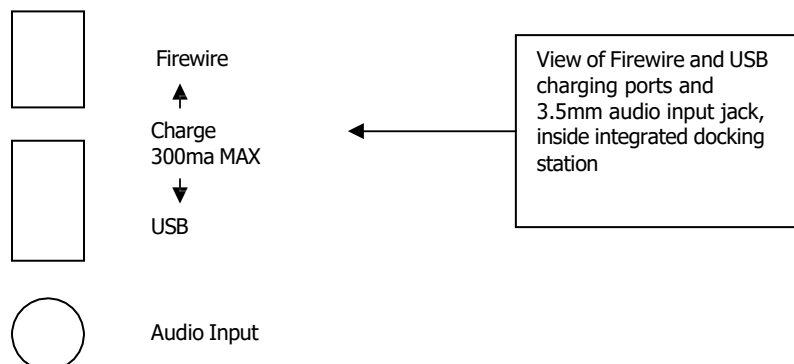 Firewire
Charge
300ma MAX
USB
Audio Input
View of Firewire and USB
charging ports and
3.5mm audio input jack,
inside integrated docking
station